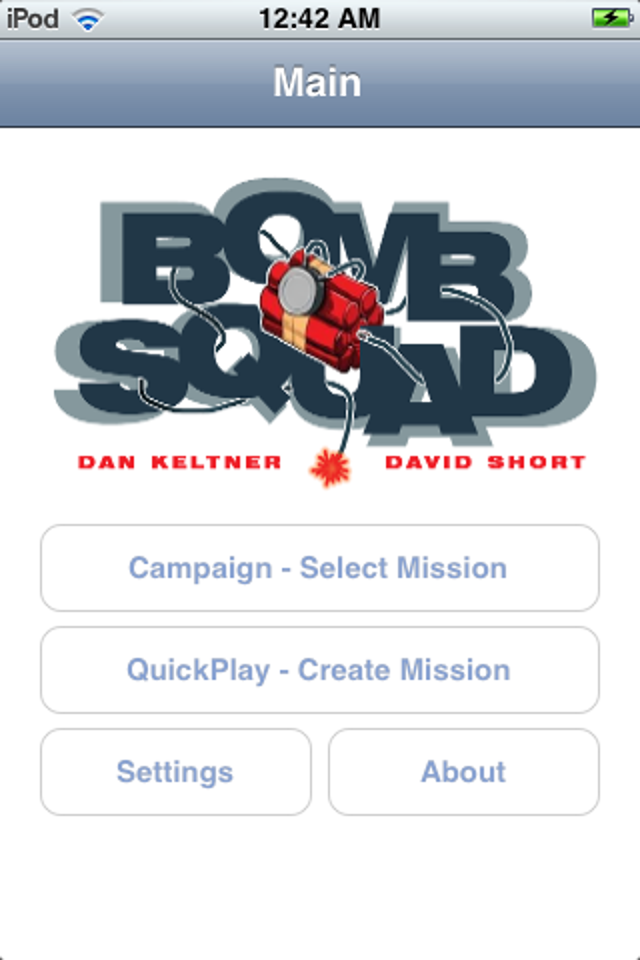 iPod 12:42 AM
Main
BOMB
SQUAD
DAN KELTNER DAVID SHORT
Campaign - Select Mission
QuickPlay - Create Mission
Settings About